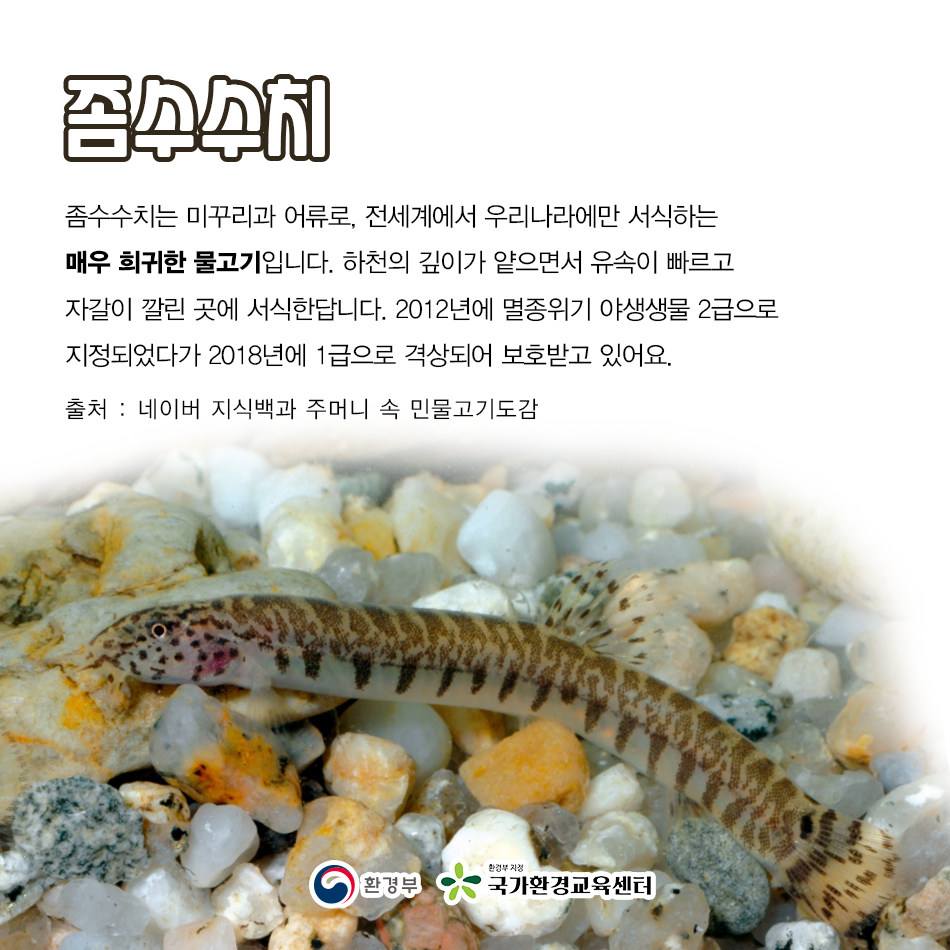 좀수수치
좀수수치는 미꾸리과 어류로, 전세계에서 우리나라에만 서식하는
매우 희귀한 물고기입니다. 하천의 깊이가 얕으면서 유속이 빠르고
자갈이 깔린 곳에 서식한답니다. 2012년에 멸종위기 야생생물 2급으로
지정되었다가 2018년에 1급으로 격상되어 보호받고 있어요.
출처 : 네이버 지식백과 주머니 속 민물고기도감
환경부
환경부 지정
국가환경교육센터